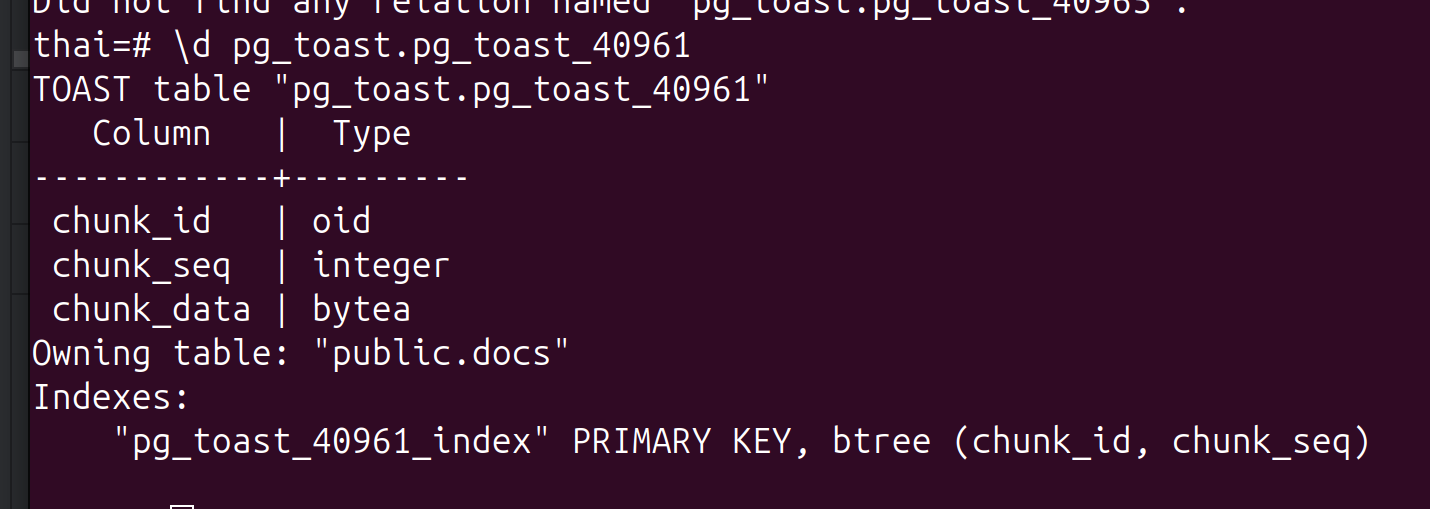 Did not find any relation named "pg_toast.pg_toast_40965".
thai=# \d pg_toast.pg_toast_40961
TOAST table "pg_toast.pg_toast_40961"
   Column   |  Type
------------+---------
 chunk_id   | oid
 chunk_seq  | integer
 chunk_data | bytea
Owning table: "public.docs"
Indexes:
    "pg_toast_40961_index" PRIMARY KEY, btree (chunk_id, chunk_seq)